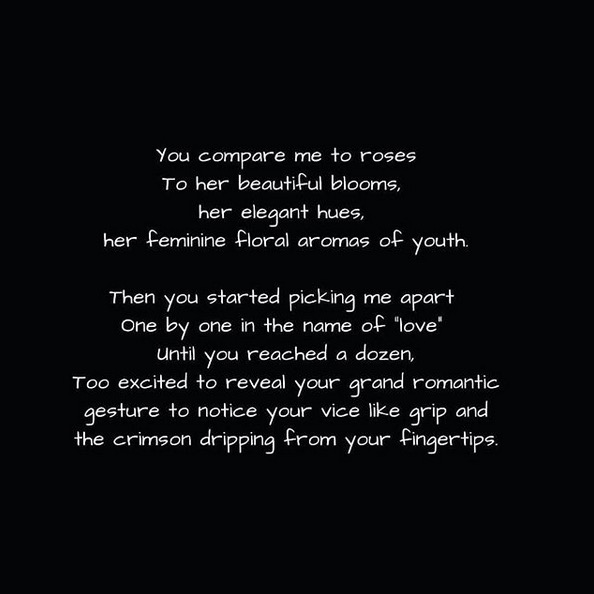 You compare me to roses
To her beautiful blooms,
her elegant hues,
her feminine floral aromas of youth.
Then you started picking me apart
One by one in the name of "love"
Until you reached a dozen,
Too excited to reveal your grand romantic
gesture to notice your vice like grip and
the crimson dripping from your fingertips.